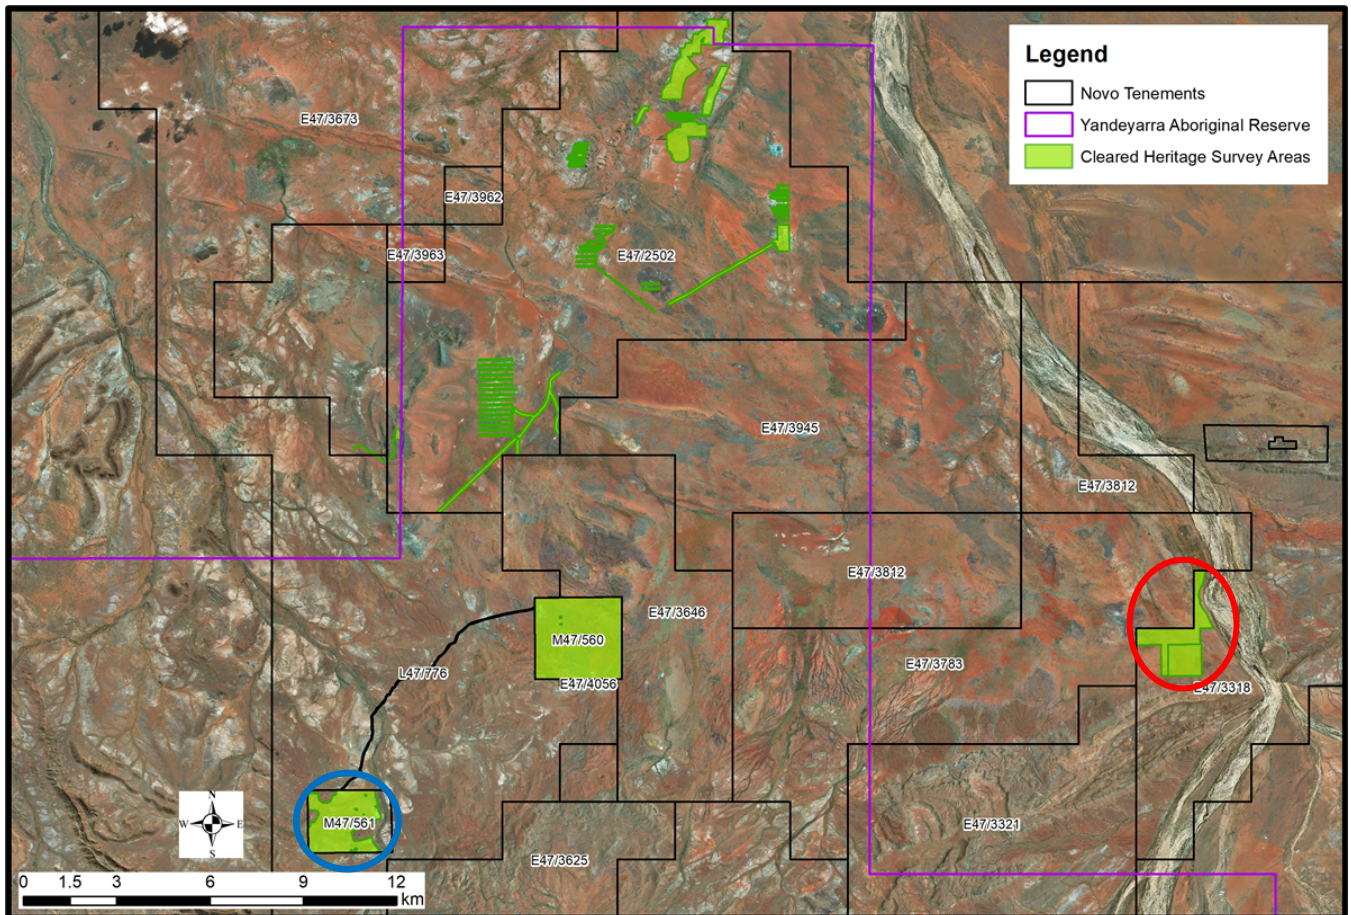 Legend
Novo Tenements
Yandeyarra Aboriginal Reserve
Cleared Heritage Survey Areas
E47/3673
E47/3962
E47/3963
E47/2502
E47/3945
E47/3812
E47/3812
M47/560
E47/3646
E47/4056
L47/776
E47/3783
E47/3318
M47/561
E47/3321
E47/3625
N
W E
S
0 1.5 3 6 9 12
km